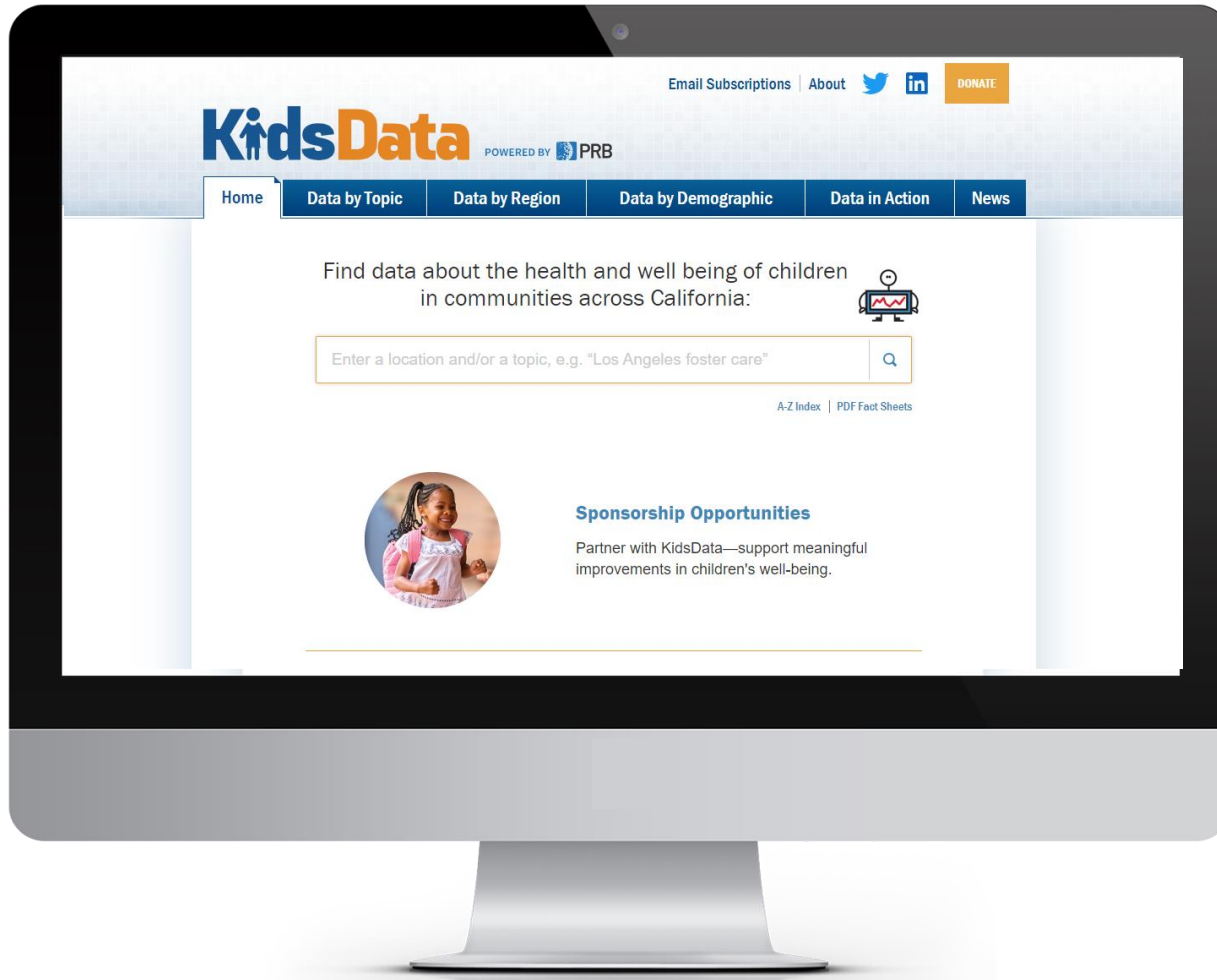 Email Subscriptions | About in DONATE
KidsData POWERED BY PRB
Home Data by Topic Data by Region Data by Demographic Data in Action News
Find data about the health and well being of children
in communities across California:
Enter a location and/or a topic, e.g. “Los Angeles foster care”
A-Z Index | PDF Fact Sheets
Sponsorship Opportunities
Partner with KidsData—support meaningful
improvements in children's well-being.